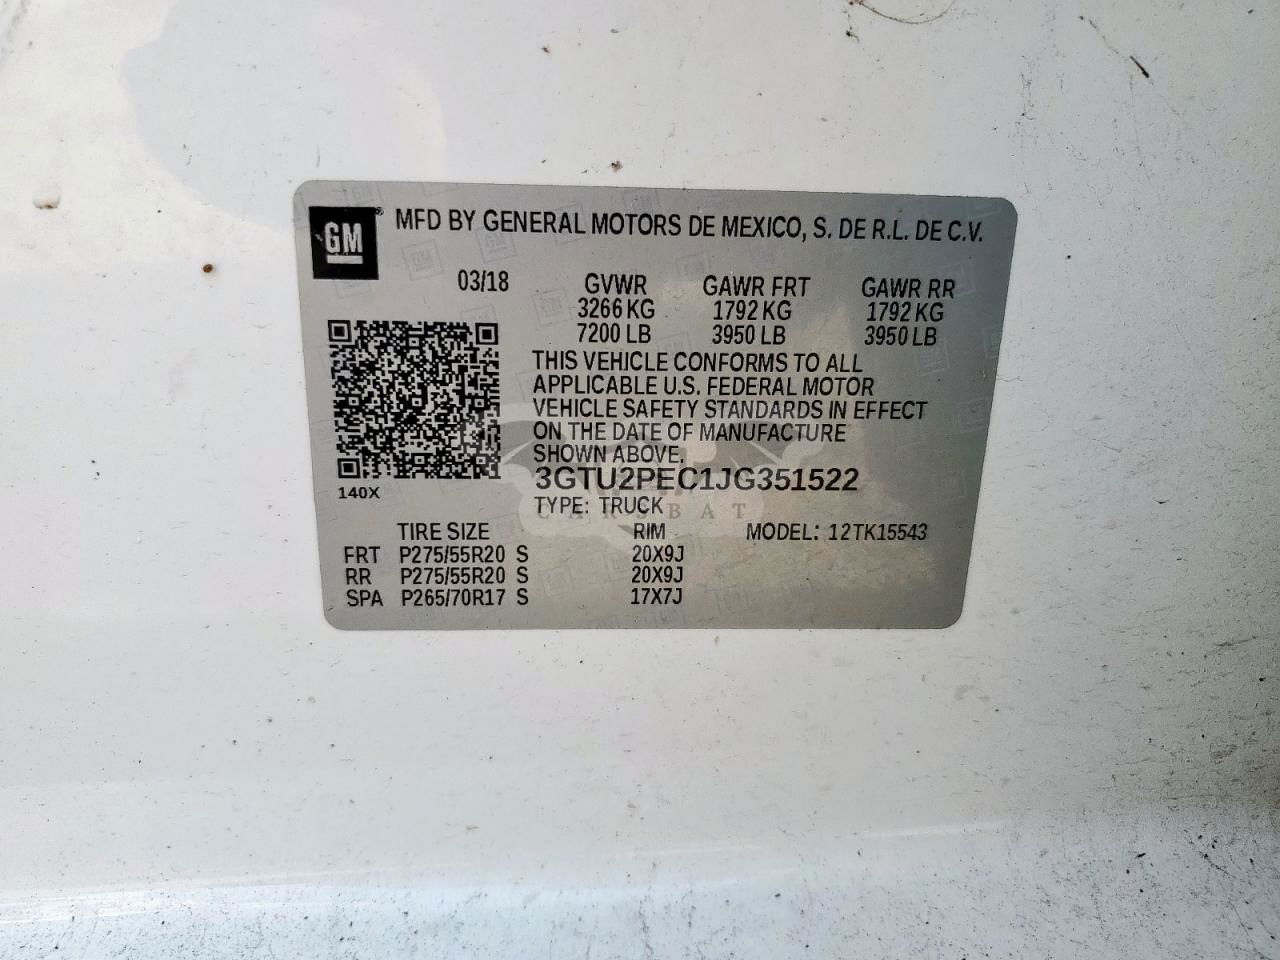 GM® MFD BY GENERAL MOTORS DE MEXICO, S. DE R.L. DE C.V.
03/18 GVWR GAWR FRT GAWR RR
3266 KG 1792 KG 1792 KG
7200 LB 3950 LB 3950 LB
THIS VEHICLE CONFORMS TO ALL
APPLICABLE U.S. FEDERAL MOTOR
VEHICLE SAFETY STANDARDS IN EFFECT
ON THE DATE OF MANUFACTURE
SHOWN ABOVE.
3GTU2PEC1JG351522
140X
TYPE: TRUCK
CARSBAT
TIRE SIZE RIM MODEL: 12TK15543
FRT P275/55R20 S 20X9J
RR P275/55R20 S 20X9J
SPA P265/70R17 S 17X7J